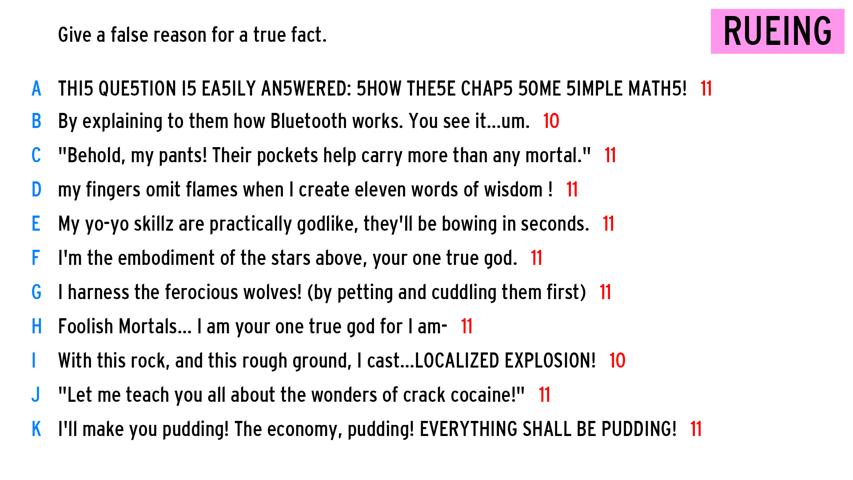 Give a false reason for a true fact.
RUEING
A THI5 QUE5TION I5 EA5ILY AN5WERED: 5HOW THE5E CHAP5 5OME 5IMPLE MATH5! 11
B By explaining to them how Bluetooth works. You see it...um. 10
C "Behold, my pants! Their pockets help carry more than any mortal." 11
D my fingers omit flames when I create eleven words of wisdom ! 11
E My yo-yo skillz are practically godlike, they'll be bowing in seconds. 11
F I'm the embodiment of the stars above, your one true god. 11
G I harness the ferocious wolves! (by petting and cuddling them first) 11
H Foolish Mortals... I am your one true god for I am- 11
I With this rock, and this rough ground, I cast...LOCALIZED EXPLOSION! 10
J "Let me teach you all about the wonders of crack cocaine!" 11
K I'll make you pudding! The economy, pudding! EVERYTHING SHALL BE PUDDING! 11